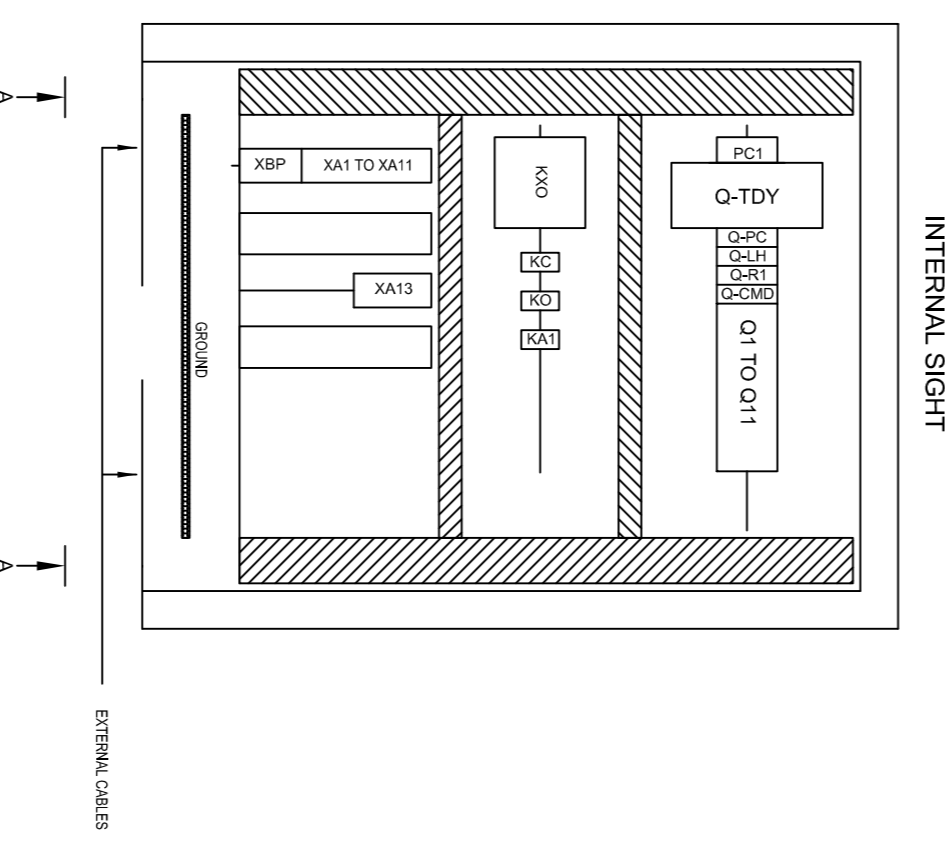 INTERNAL SIGHT
PC1
Q-TDY
Q-PC
Q-LH
Q-R1
Q-CMD
Q1 TO Q11
KXO
KC
KO
KA1
XBP
XA1 TO XA11
XA13
GROUND
A
A
EXTERNAL CABLES